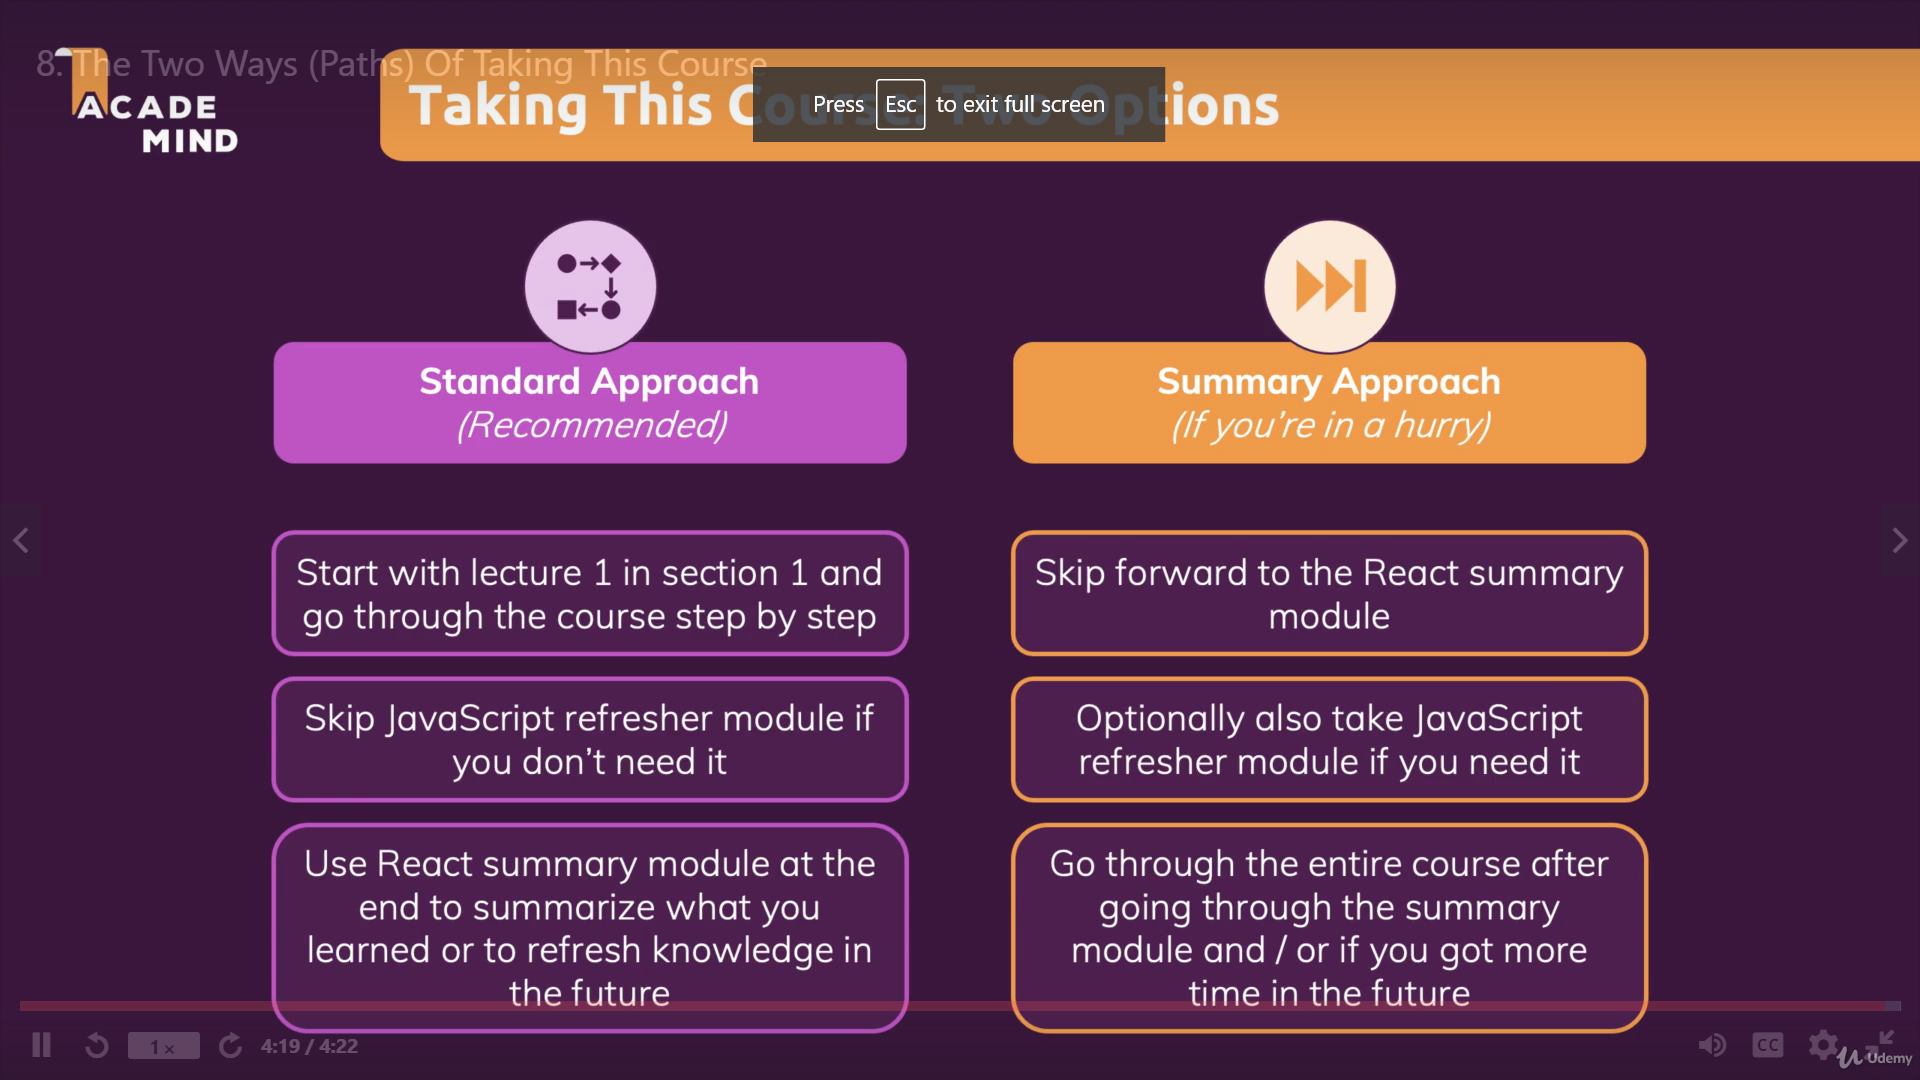 8. The Two Ways (Paths) Of Taking This Course
ACADE
MIND
Taking This Course: Two Options
Press Esc to exit full screen
Standard Approach
(Recommended)
Start with lecture 1 in section 1 and
go through the course step by step
Skip JavaScript refresher module if
you don’t need it
Use React summary module at the
end to summarize what you
learned or to refresh knowledge in
the future
Summary Approach
(If you’re in a hurry)
Skip forward to the React summary
module
Optionally also take JavaScript
refresher module if you need it
Go through the entire course after
going through the summary
module and / or if you got more
time in the future
1 x
4:19 / 4:22
CC
Udemy